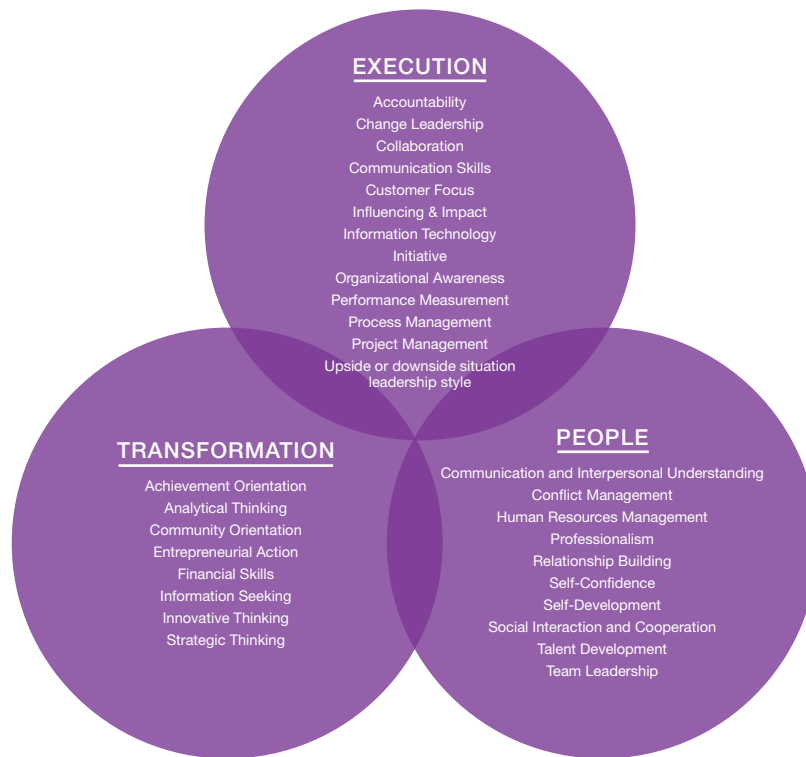 EXECUTION
Accountability
Change Leadership
Collaboration
Communication Skills
Customer Focus
Influencing & Impact
Information Technology
Initiative
Organizational Awareness
Performance Measurement
Process Management
Project Management
Upside or downside situation
leadership style
TRANSFORMATION
Achievement Orientation
Analytical Thinking
Community Orientation
Entrepreneurial Action
Financial Skills
Information Seeking
Innovative Thinking
Strategic Thinking
PEOPLE
Communication and Interpersonal Understanding
Conflict Management
Human Resources Management
Professionalism
Relationship Building
Self-Confidence
Self-Development
Social Interaction and Cooperation
Talent Development
Team Leadership